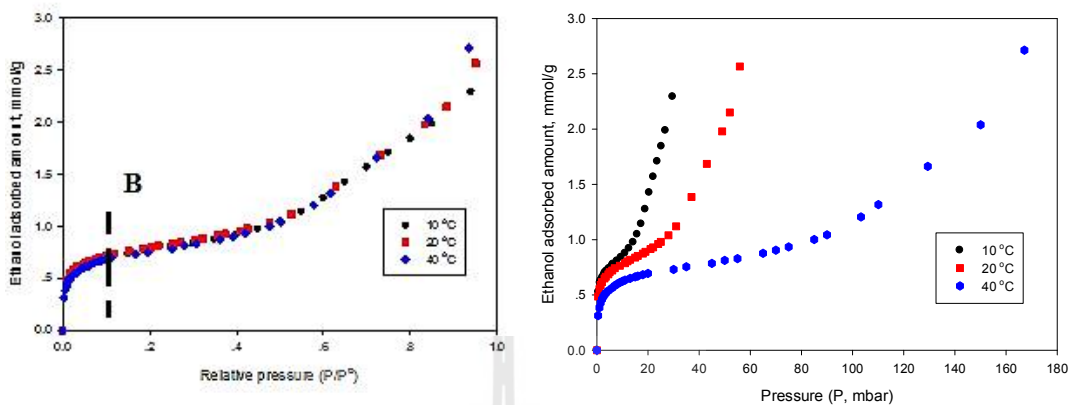 Ethanol adsorbed amount, mmol/g
3.0
2.5
2.0
1.5
1.0
.5
0.0
B
10 °C
20 °C
40 °C
0.0 .2 .4 .6 .8 1.0
Relative pressure (P/P°)
Ethanol adsorbed amount, mmol/g
3.0
2.5
2.0
1.5
1.0
.5
0.0
10 °C
20 °C
40 °C
0 20 40 60 80 100 120 140 160 180
Pressure (P, mbar)